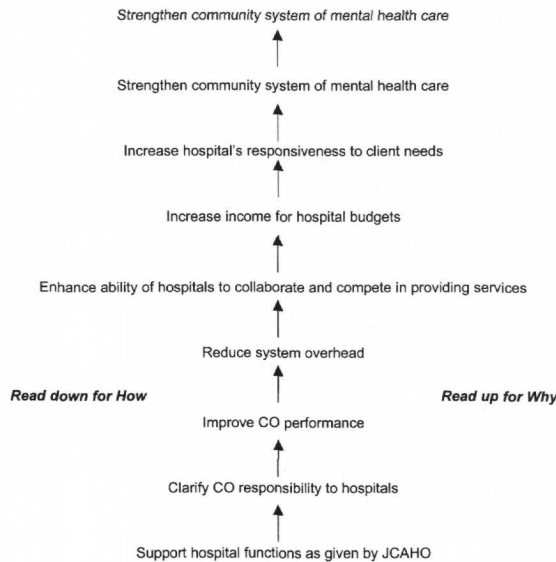 Strengthen community system of mental health care
Strengthen community system of mental health care
Increase hospital's responsiveness to client needs
Increase income for hospital budgets
Enhance ability of hospitals to collaborate and compete in providing services
Reduce system overhead
Read down for How
Read up for Why
Improve CO performance
Clarify CO responsibility to hospitals
Support hospital functions as given by JCAHO